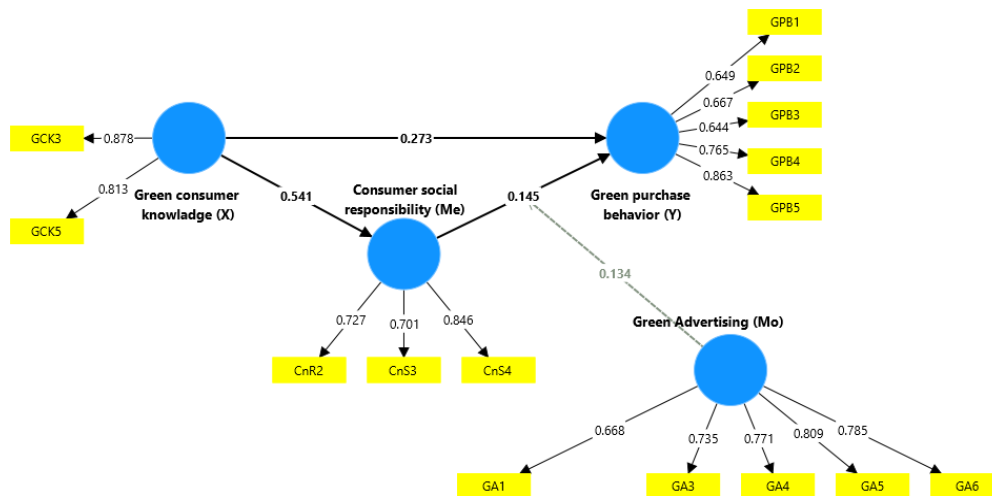 GPB1
0.649
GPB2
0.667
GPB3
0.644
GPB4
0.765
GPB5
0.863
GCK3
0.878
0.273
0.813
GCK5
Green consumer
knowladge (X)
0.541
Consumer social
responsibility (Me)
0.145
Green purchase
behavior (Y)
0.134
0.727
0.701
0.846
CnR2
CnS3
CnS4
Green Advertising (Mo)
0.668
0.735
0.771
0.809
0.785
GA1
GA3
GA4
GA5
GA6